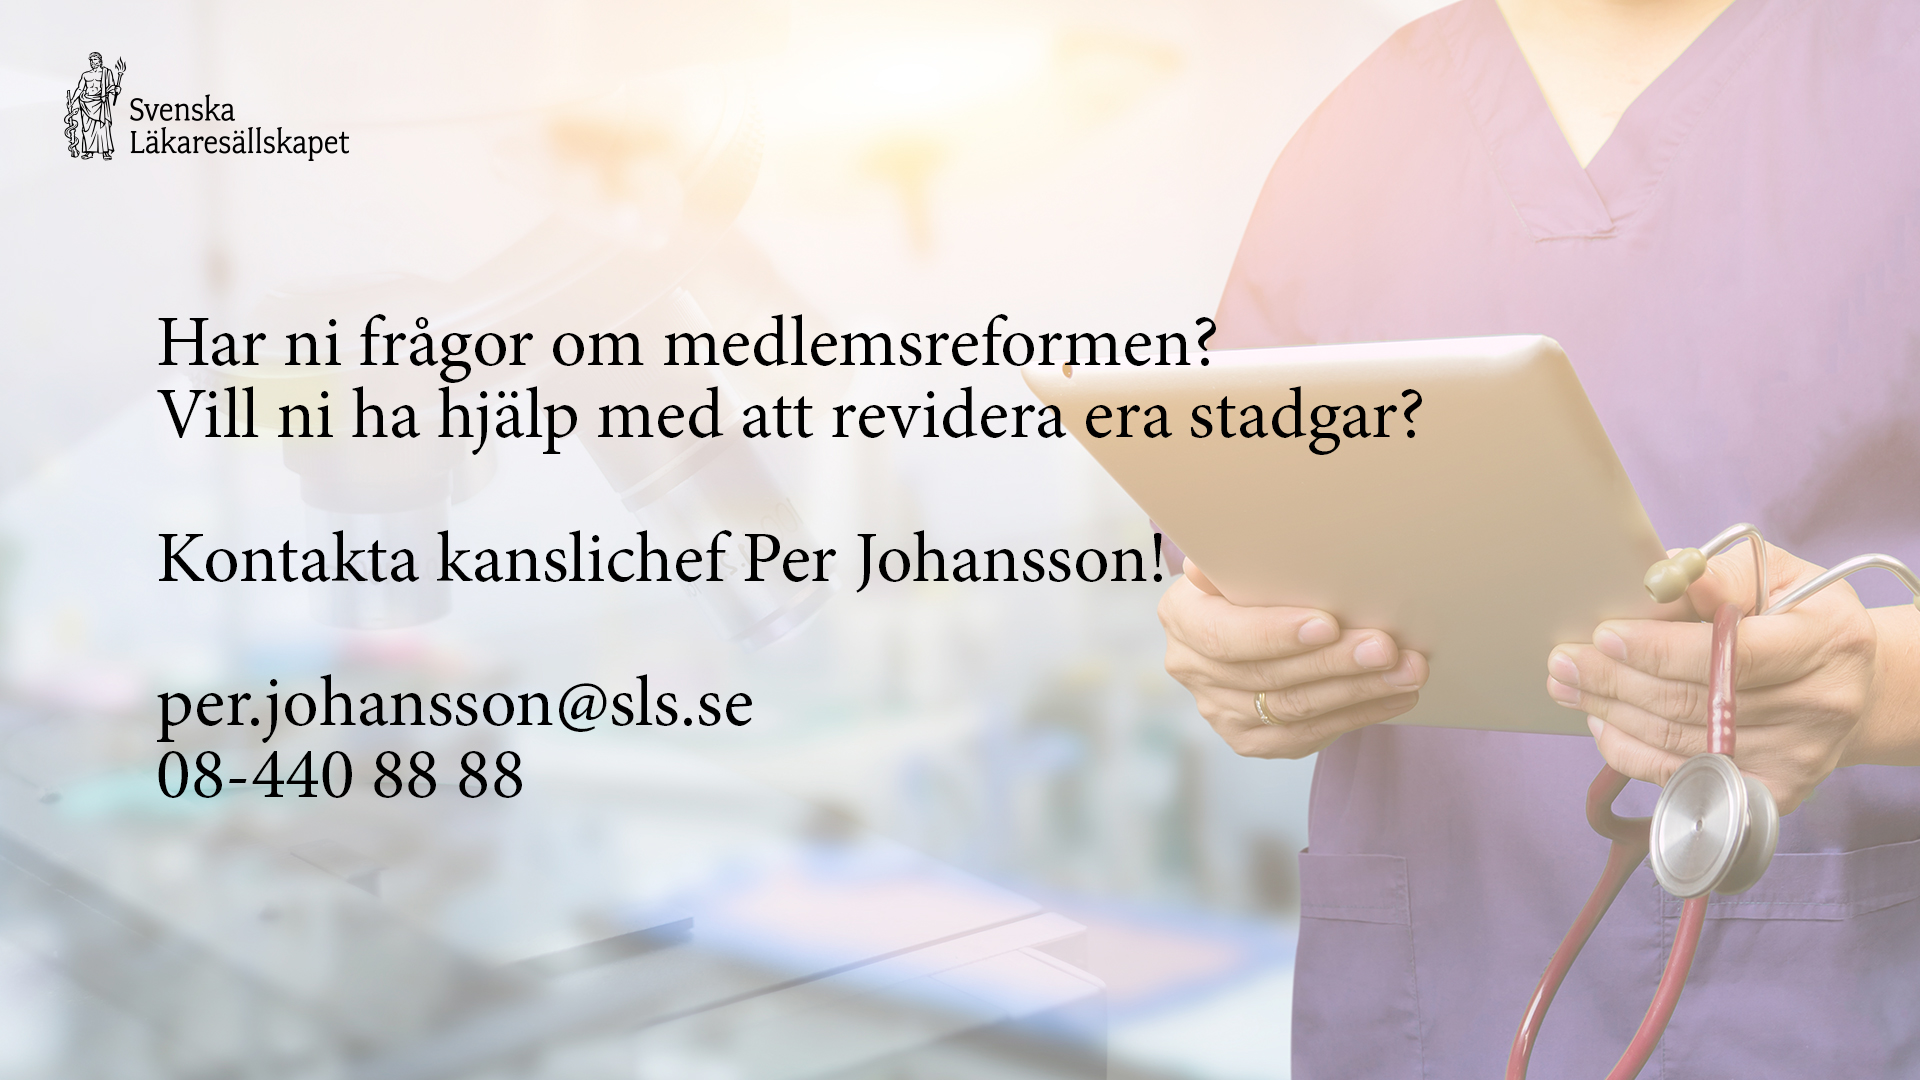 Svenska
Läkaresällskapet
Har ni frågor om medlemsreformen?
Vill ni ha hjälp med att revidera era stadgar?
Kontakta kanslichef Per Johansson!
per.johansson@sls.se
08-440 88 88